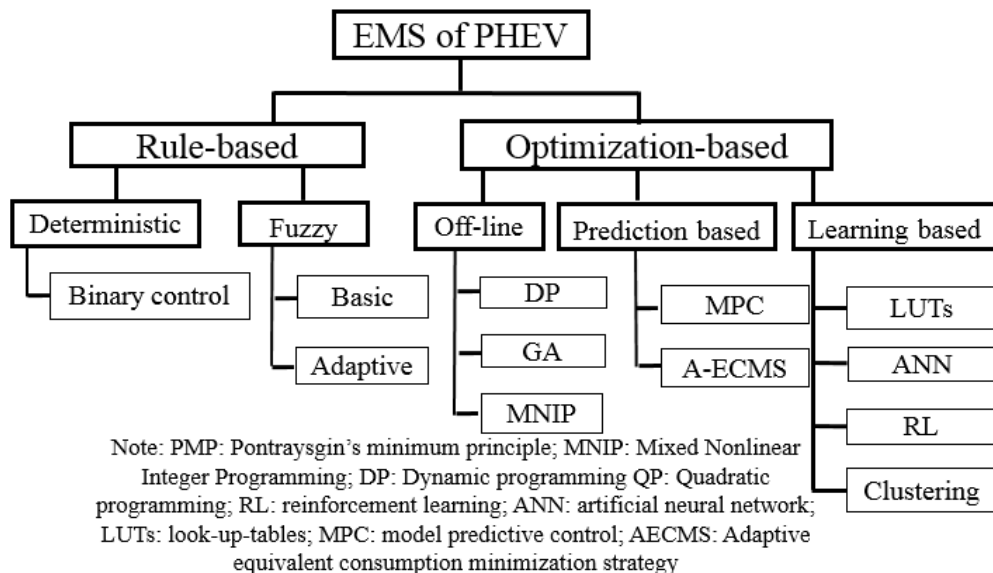 EMS of PHEV
Rule-based
Optimization-based
Deterministic
Fuzzy
Off-line
Prediction based
Learning based
Binary control
Basic
Adaptive
DP
GA
MNIP
MPC
A-ECMS
LUTs
ANN
RL
Clustering
Note: PMP: Pontraysgin’s minimum principle; MNIP: Mixed Nonlinear
Integer Programming; DP: Dynamic programming QP: Quadratic
programming; RL: reinforcement learning; ANN: artificial neural network;
LUTs: look-up-tables; MPC: model predictive control; AECMS: Adaptive
equivalent consumption minimization strategy